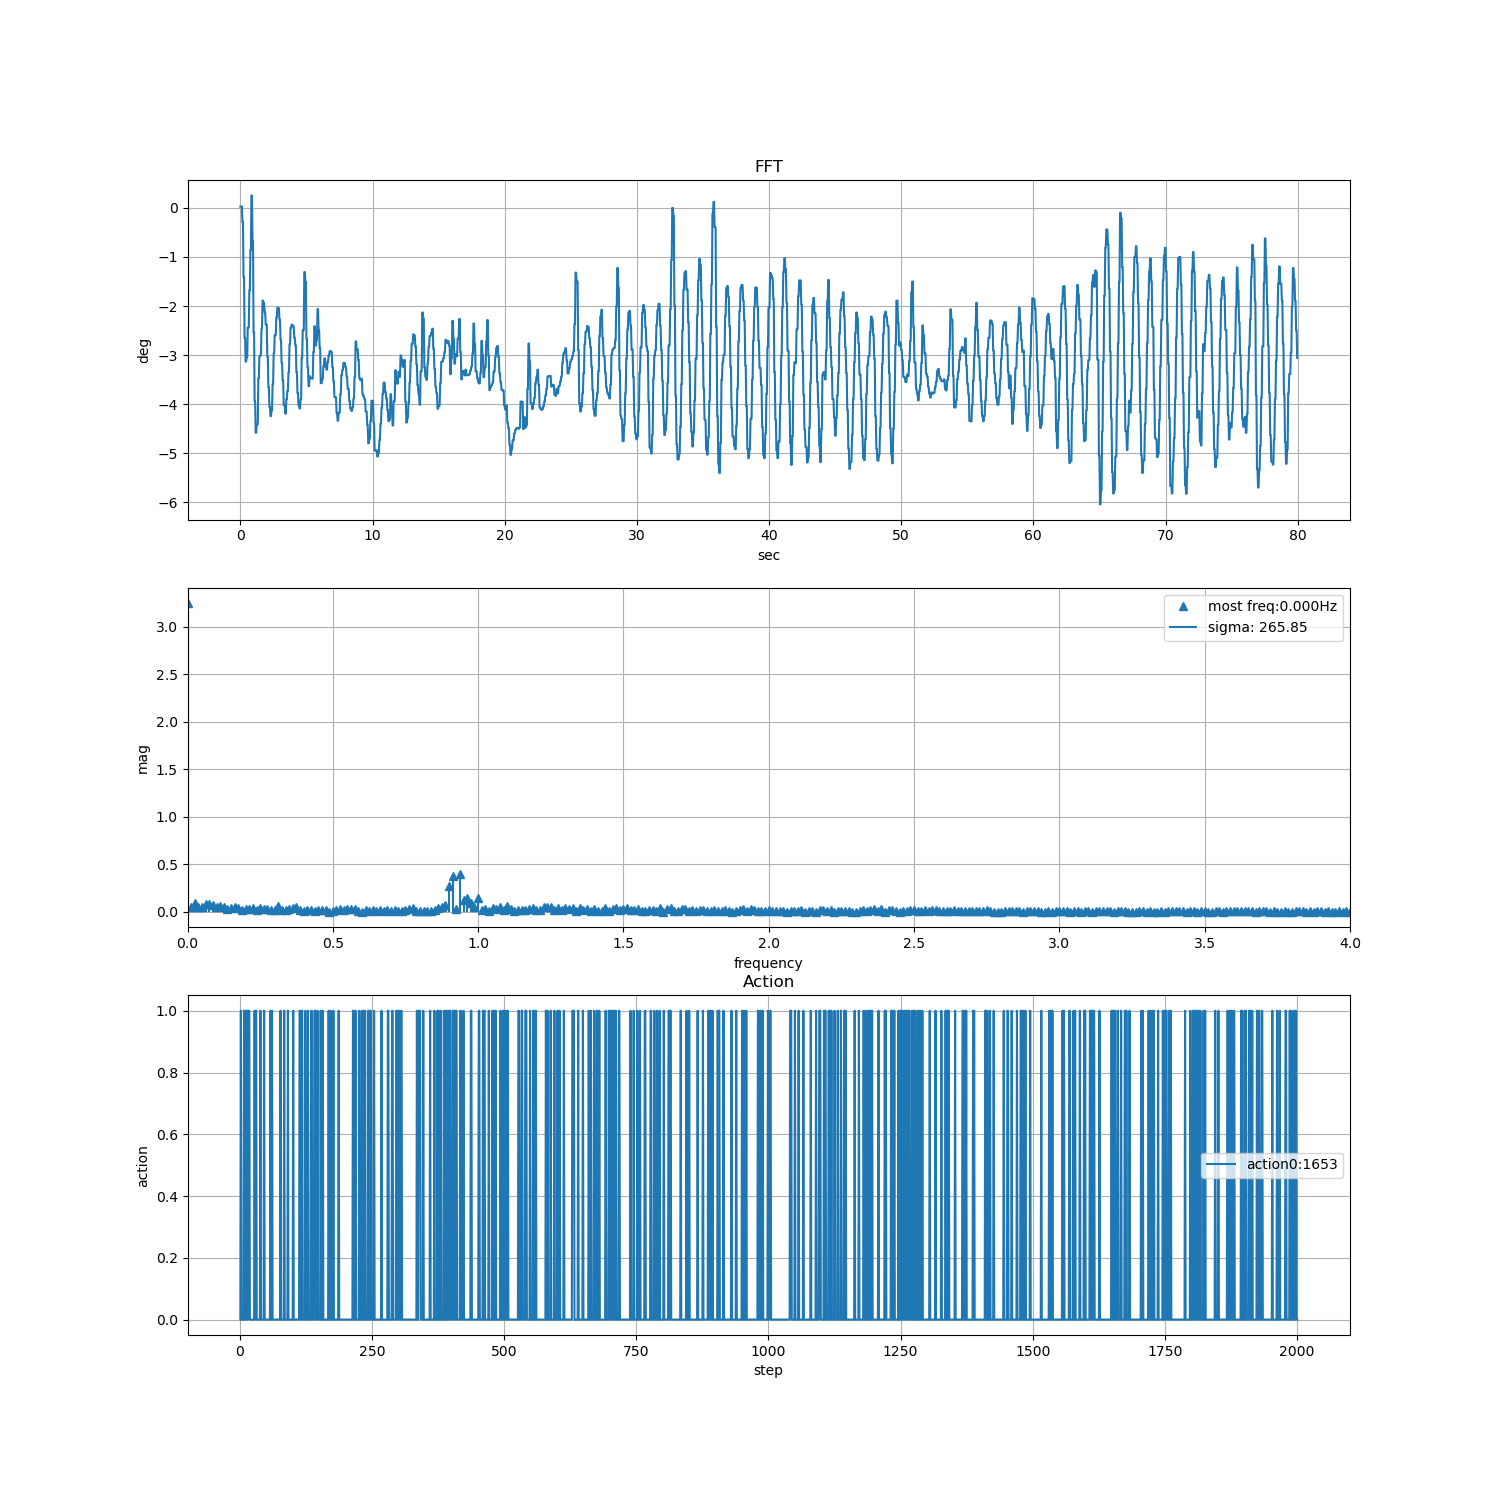 FFT
0
−1
−2
−3
−4
−5
−6
deg
0 10 20 30 40 50 60 70 80
sec
3.0
2.5
2.0
1.5
1.0
0.5
0.0
mag
most freq:0.000Hz
sigma: 265.85
0.0 0.5 1.0 1.5 2.0 2.5 3.0 3.5 4.0
frequency
Action
1.0
0.8
0.6
0.4
0.2
0.0
action
action0:1653
0 250 500 750 1000 1250 1500 1750 2000
step